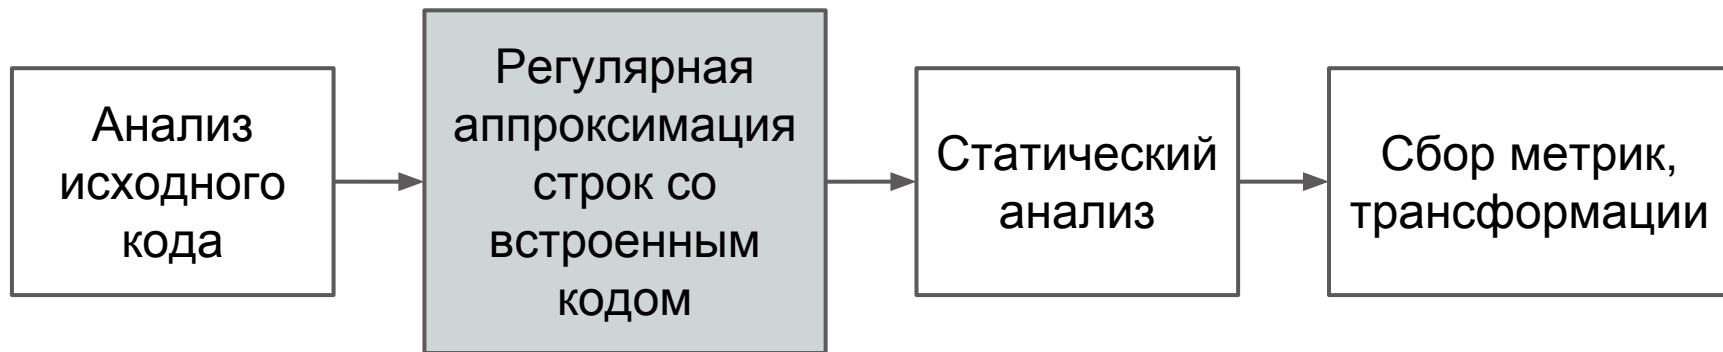 Анализ
исходного
кода
Регулярная
аппроксимация
строк со
встроенным
кодом
Статический
анализ
Сбор метрик,
трансформации